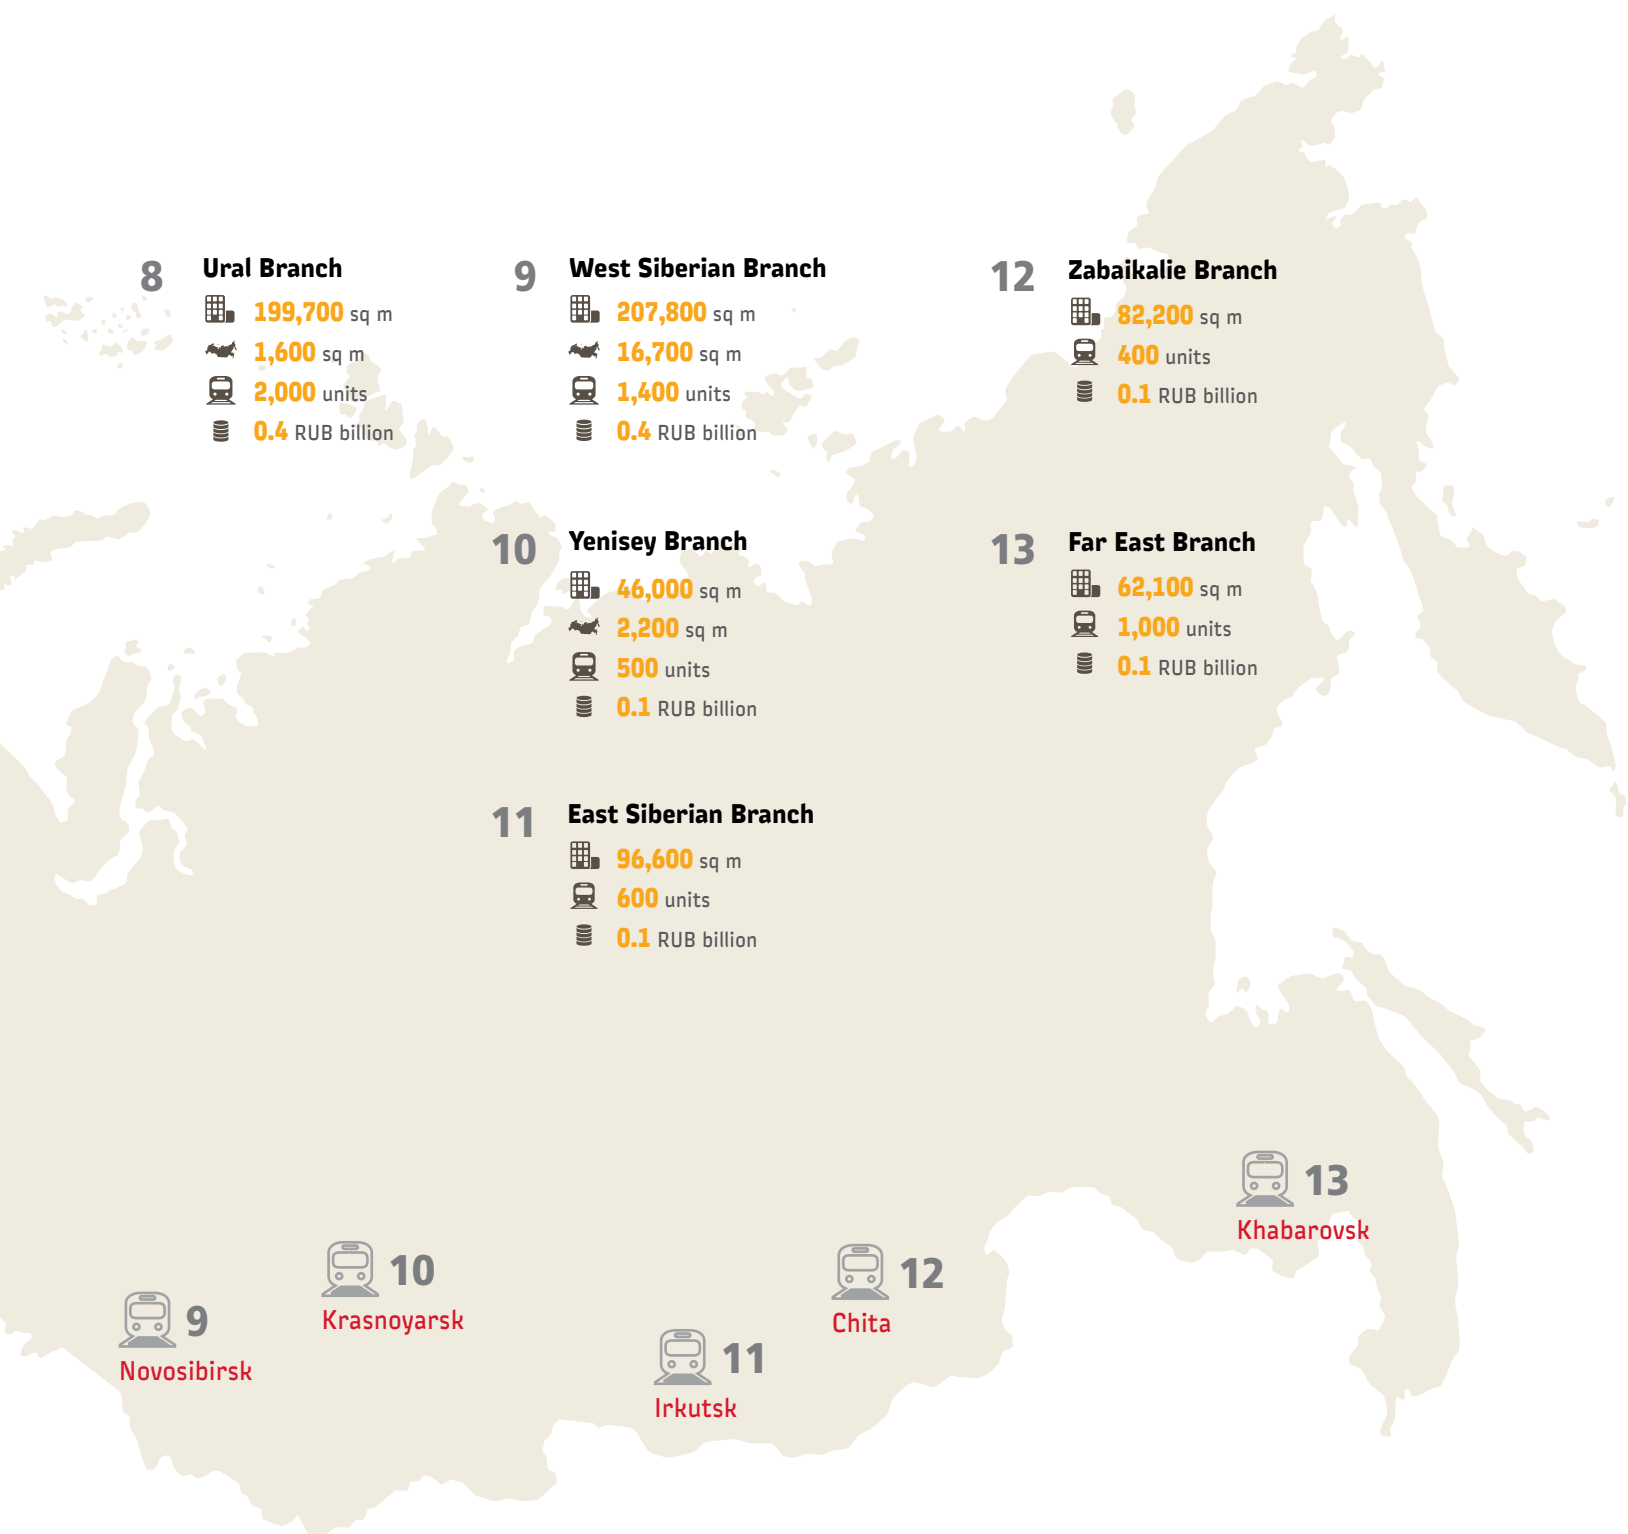 8 Ural Branch
199,700 sq m
1,600 sq m
2,000 units
0.4 RUB billion
9 West Siberian Branch
207,800 sq m
16,700 sq m
1,400 units
0.4 RUB billion
10 Yenisey Branch
46,000 sq m
2,200 sq m
500 units
0.1 RUB billion
11 East Siberian Branch
96,600 sq m
600 units
0.1 RUB billion
12 Zabaikalie Branch
82,200 sq m
400 units
0.1 RUB billion
13 Far East Branch
62,100 sq m
1,000 units
0.1 RUB billion
9
Novosibirsk
10
Krasnoyarsk
11
Irkutsk
12
Chita
13
Khabarovsk